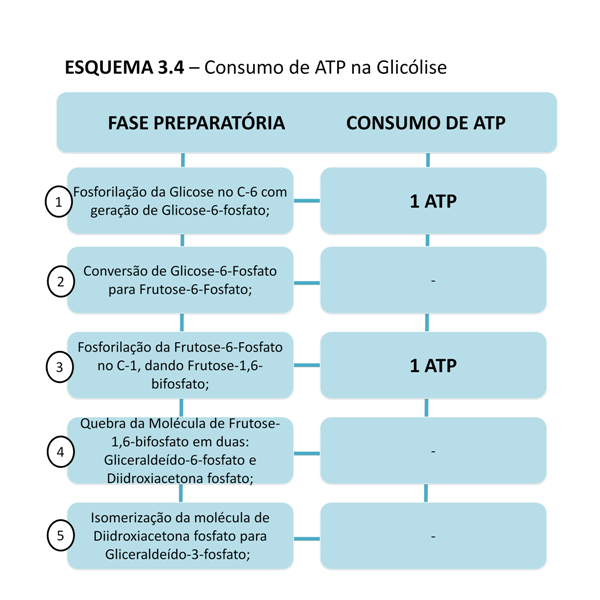 ESQUEMA 3.4 – Consumo de ATP na Glicólise
FASE PREPARATÓRIA CONSUMO DE ATP
1
Fosforilação da Glicose no C-6 com
geração de Glicose-6-fosfato;
1 ATP
2
Conversão de Glicose-6-Fosfato
para Frutose-6-Fosfato;
-
3
Fosforilação da Frutose-6-Fosfato
no C-1, dando Frutose-1,6-
bifosfato;
1 ATP
4
Quebra da Molécula de Frutose-
1,6-bifosfato em duas:
Gliceraldeído-6-fosfato e
Diidroxiacetona fosfato;
-
5
Isomerização da molécula de
Diidroxiacetona fosfato para
Gliceraldeído-3-fosfato;
-